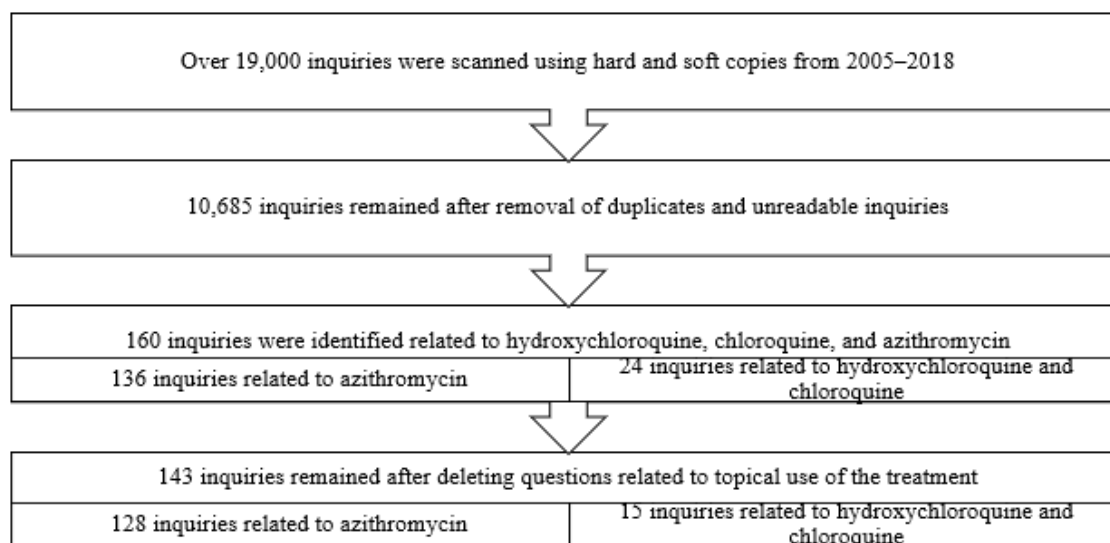 Over 19,000 inquiries were scanned using hard and soft copies from 2005–2018
10,685 inquiries remained after removal of duplicates and unreadable inquiries
160 inquiries were identified related to hydroxychloroquine, chloroquine, and azithromycin
136 inquiries related to azithromycin
24 inquiries related to hydroxychloroquine and
chloroquine
143 inquiries remained after deleting questions related to topical use of the treatment
128 inquiries related to azithromycin
15 inquiries related to hydroxychloroquine and
chloroquine